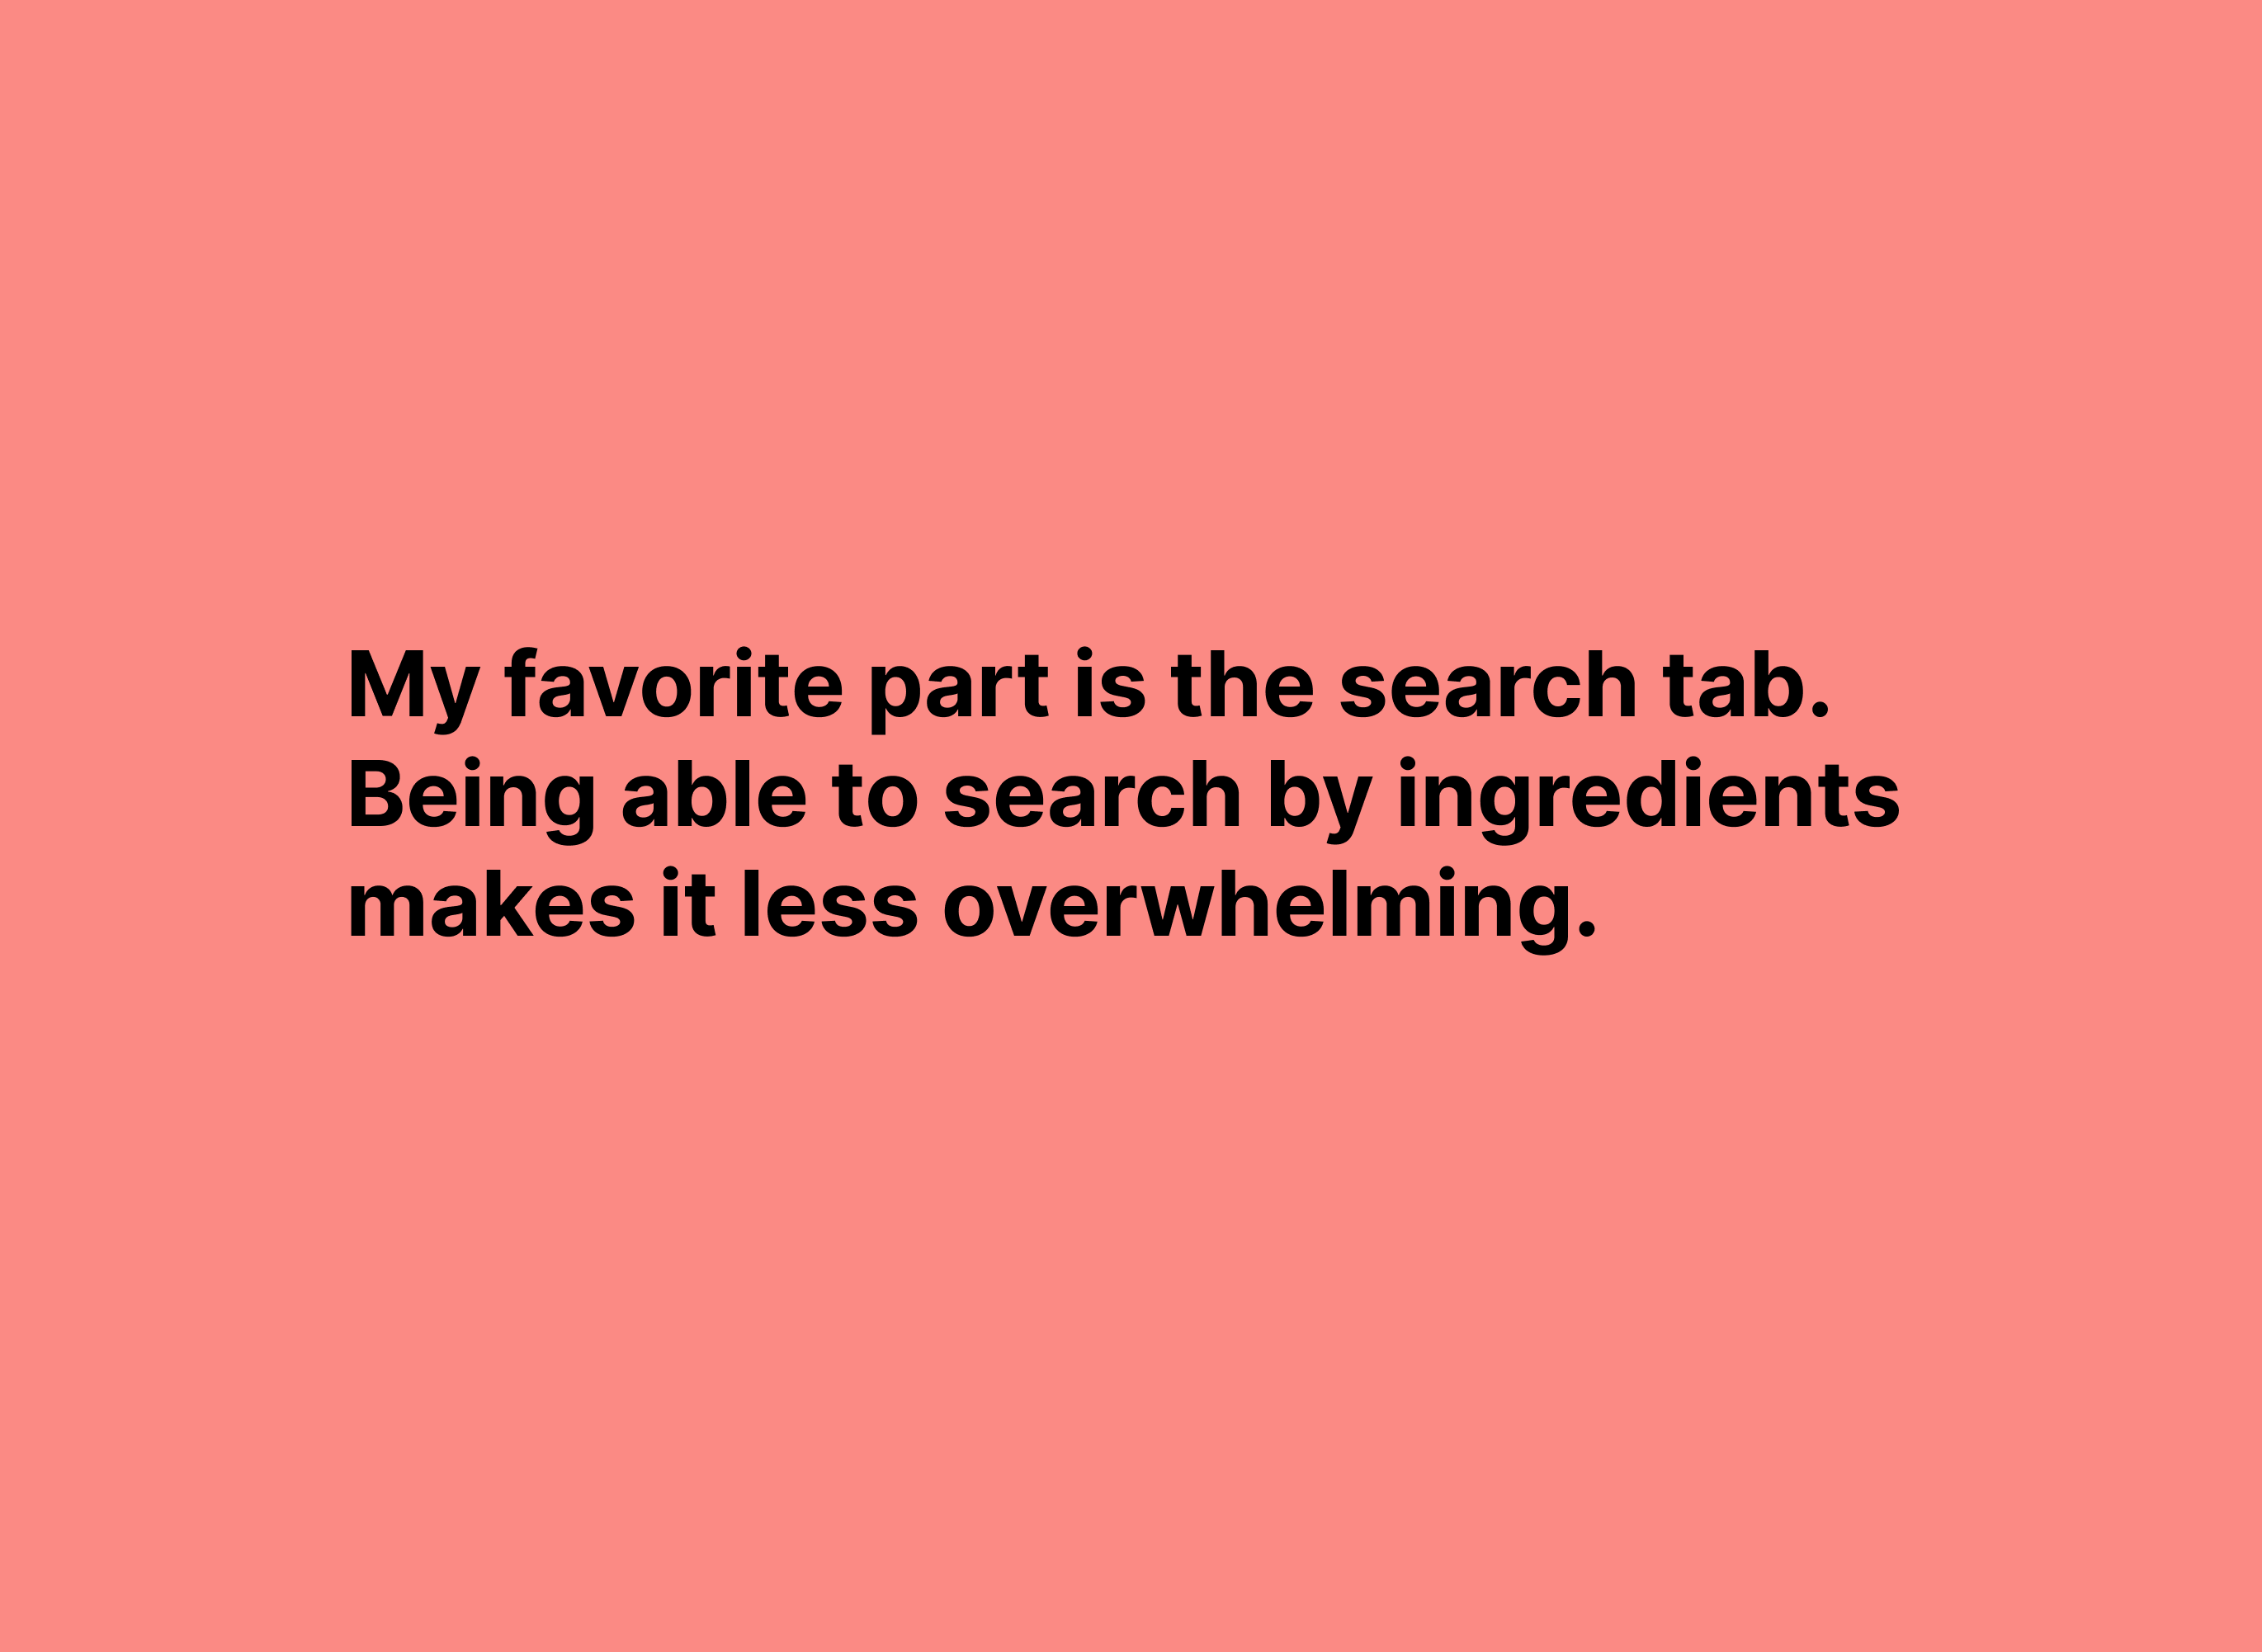 My favorite part is the search tab.
Being able to search by ingredients
makes it less overwhelming.